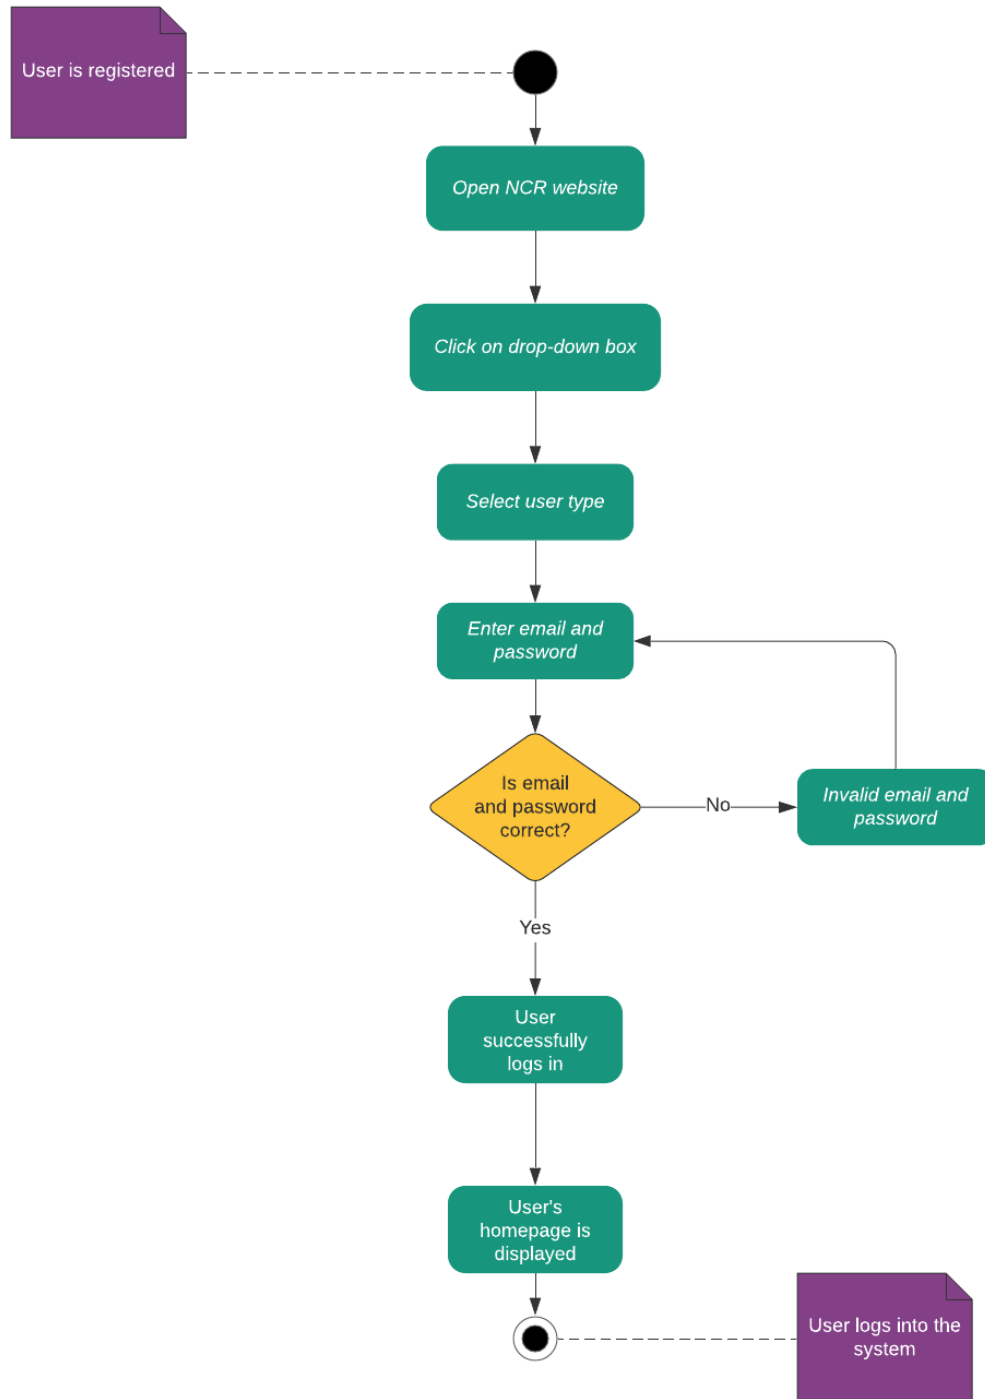 User is registered
Open NCR website
Click on drop-down box
Select user type
Enter email and
password
Is email
and password
correct?
No
Invalid email and
password
Yes
User
successfully
logs in
User's
homepage is
displayed
User logs into the
system